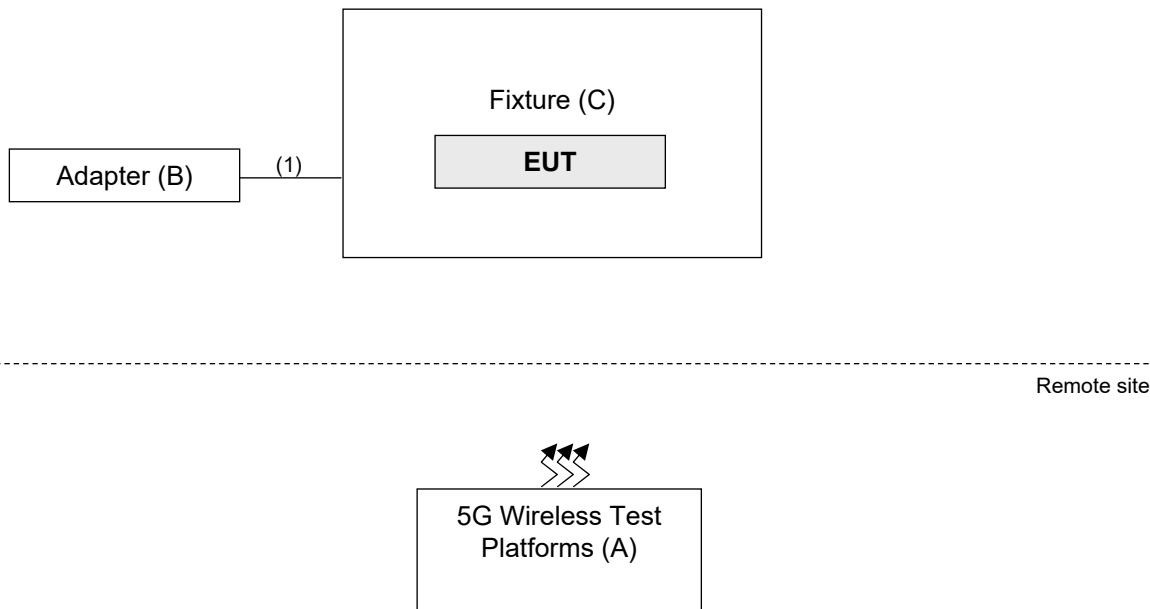 Fixture (C)
EUT
Adapter (B)
(1)
Remote site
5G Wireless Test
Platforms (A)